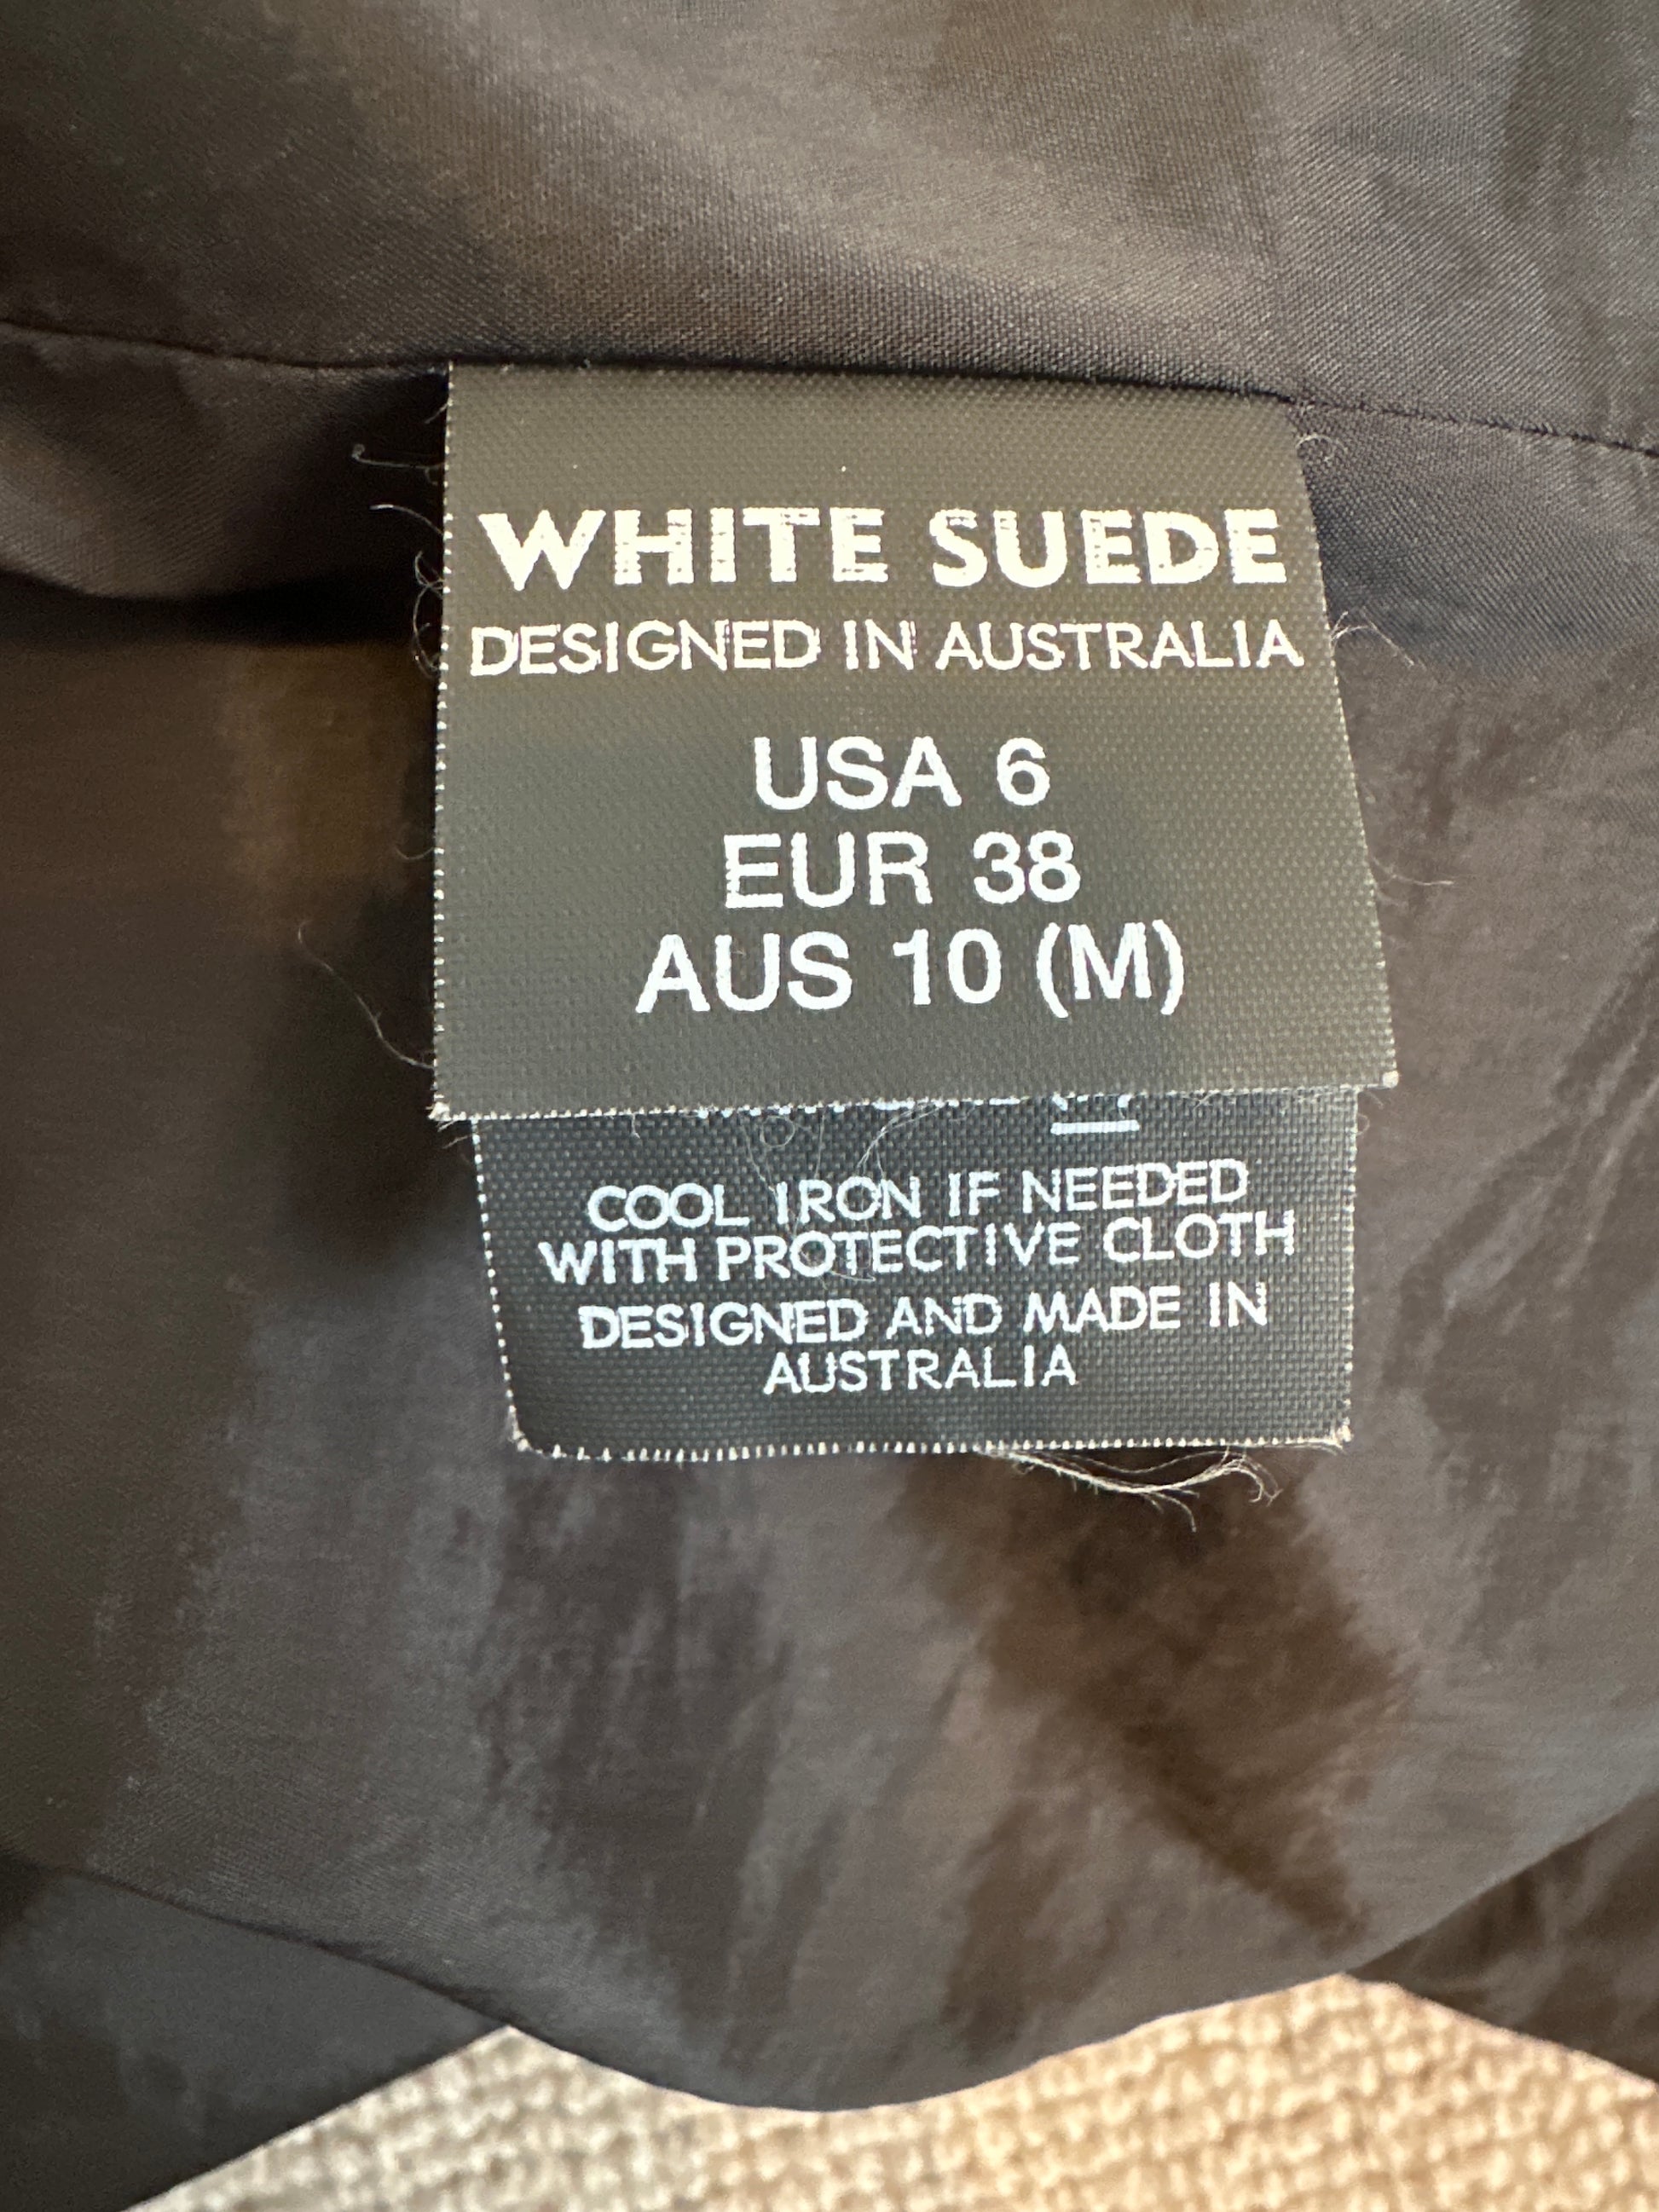 WHITE SUEDE
DESIGNED IN AUSTRALIA
USA 6
EUR 38
AUS 10 (M)
COOL IRON IF NEEDED
WITH PROTECTIVE CLOTH
DESIGNED AND MADE IN
AUSTRALIA